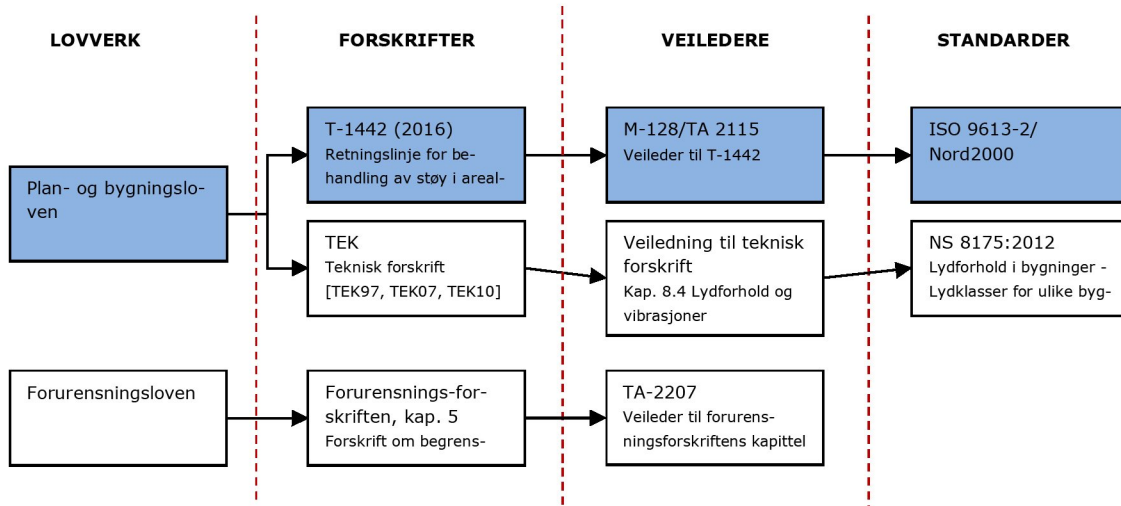 LOVVERK
FORSKRIFTER
VEILEDERE
STANDARDER
Plan- og bygningslo-
ven
T-1442 (2016)
Retningslinje for be-
handling av støy i areal-
M-128/TA 2115
Veileder til T-1442
ISO 9613-2/
Nord2000
TEK
Teknisk forskrift
[TEK97, TEK07, TEK10]
Veiledning til teknisk
forskrift
Kap. 8.4 Lydforhold og
vibrasjoner
NS 8175:2012
Lydforhold i bygninger -
Lydklasser for ulike byg-
Forurensningsloven
Forurensnings-for-
skriften, kap. 5
Forskrift om begrens-
TA-2207
Veileder til forurens-
ningsforskriftens kapittel